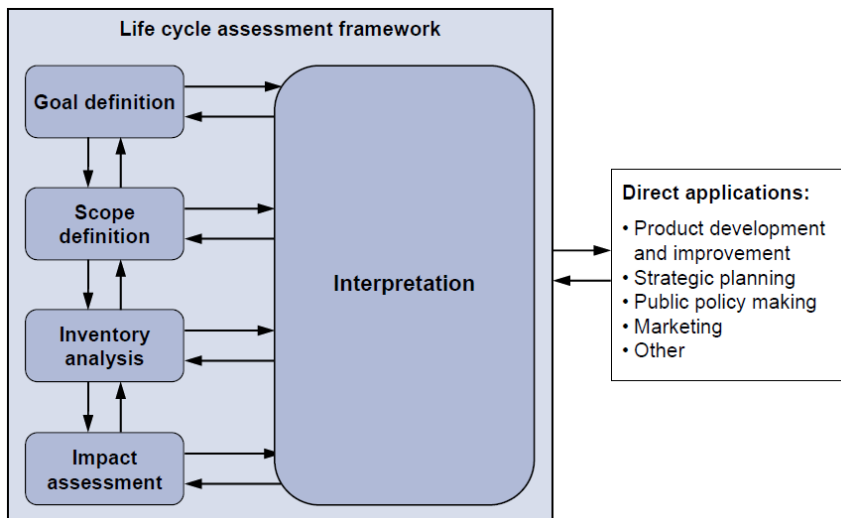 Life cycle assessment framework
Goal definition
Scope
definition
Inventory
analysis
Impact
assessment
Interpretation
Direct applications:
• Product development
and improvement
• Strategic planning
• Public policy making
• Marketing
• Other